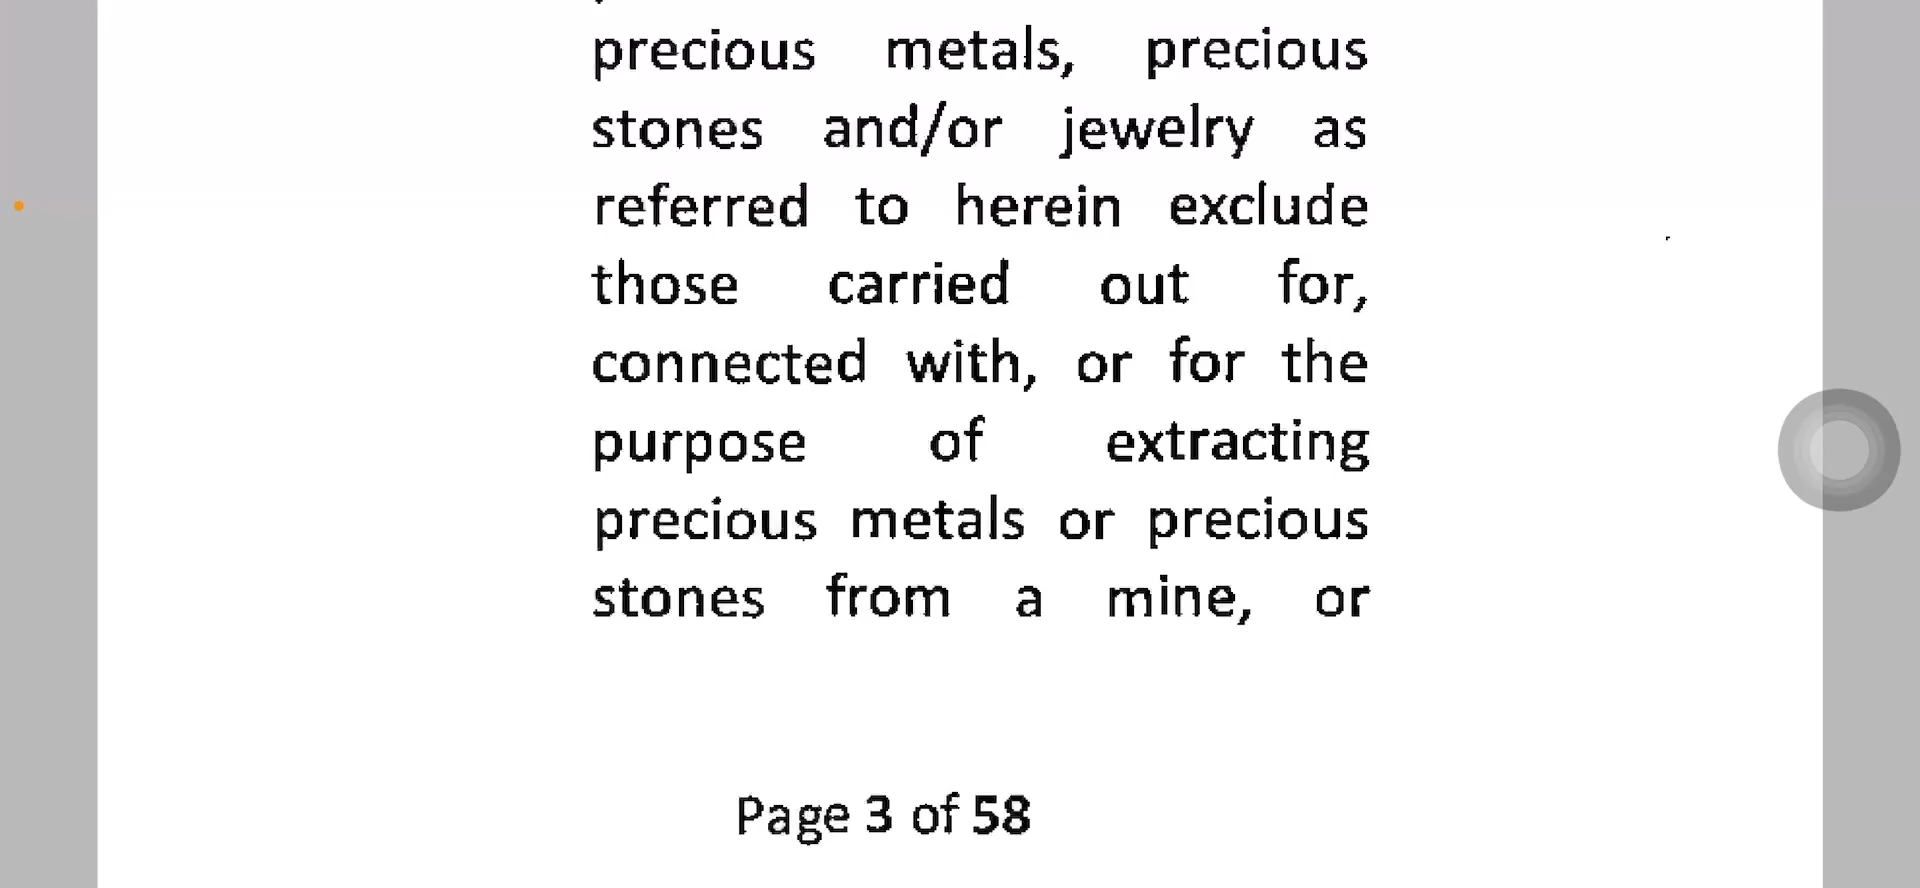 precious metals, precious
stones and/or jewelry as
referred to herein exclude
those carried out for,
connected with, or for the
purpose of extracting
precious metals or precious
stones from a mine, or
Page 3 of 58